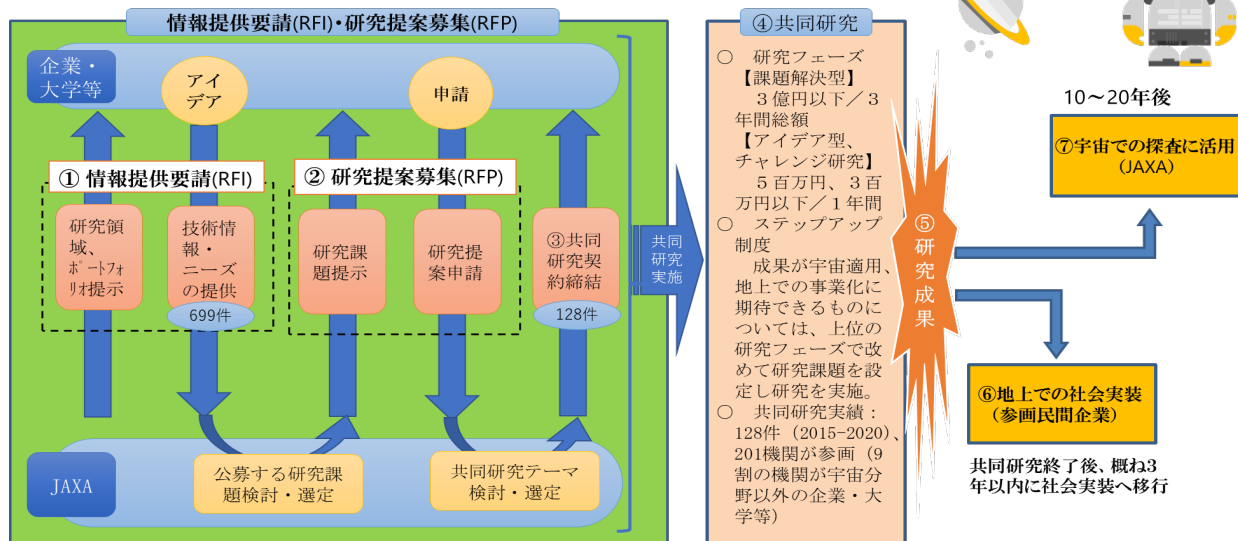 情報提供要請(RFI)・研究提案募集(RFP)
企業・
大学等
アイ
デア
申請
① 情報提供要請(RFI)
② 研究提案募集(RFP)
研究領
域、
ﾎﾟｰﾄﾌｫ
ﾘｵ提示
技術情
報・
ニーズ
の提供
699件
研究課
題提示
研究提
案申請
③共同
研究契
約締結
128件
JAXA
公募する研究課
題検討・選定
共同研究テーマ
検討・選定
共同
研究
実施
④共同研究
○　研究フェーズ
【課題解決型】
３億円以下／３
年間総額
【アイデア型、
チャレンジ研究】
５百万円、３百
万円以下／１年間
○　ステップアップ
制度
成果が宇宙適用、
地上での事業化に
期待できるものに
ついては、上位の
研究フェーズで改
めて研究課題を設
定し研究を実施。
○　共同研究実績：
128件（2015-2020）、
201機関が参画（9
割の機関が宇宙分
野以外の企業・大
学等）
⑤研究成果
10～20年後
⑦宇宙での探査に活用
(JAXA)
⑥地上での社会実装
（参画民間企業）
共同研究終了後、概ね3
年以内に社会実装へ移行